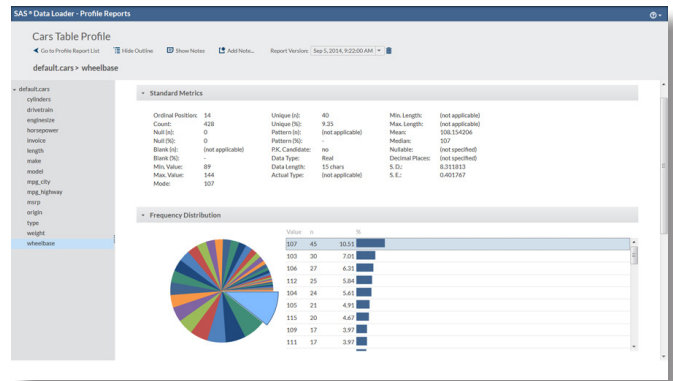 SAS® Data Loader - Profile Reports
Cars Table Profile
Go to Profile Report List Hide Outline Show Notes Add Note... Report Version: Sep 5, 2014, 9:22:00 AM
default.cars > wheelbase
default.cars
cylinders
drivetrain
enginesize
horsepower
invoice
length
make
model
mpg_city
mpg_highway
msrp
origin
type
weight
wheelbase
Standard Metrics
Ordinal Position: 14 Unique (n): 40 Min. Length: (not applicable)
Count: 428 Unique (%): 9.35 Max. Length: (not applicable)
Null (n): 0 Pattern (n): (not applicable) Mean: 108.154206
Null (%): 0 Pattern (%): - Median: 107
Blank (n): (not applicable) P.K. Candidate: no Nullable: (not specified)
Blank (%): - Data Type: Real Decimal Places: (not specified)
Min. Value: 89 Data Length: 15 chars S. D.: 8.311813
Max. Value: 144 Actual Type: (not applicable) S. E.: 0.401767
Mode: 107
Frequency Distribution
Value n %
107 45 10.51
103 30 7.01
106 27 6.31
112 25 5.84
104 24 5.61
105 21 4.91
115 20 4.67
109 17 3.97
111 17 3.97